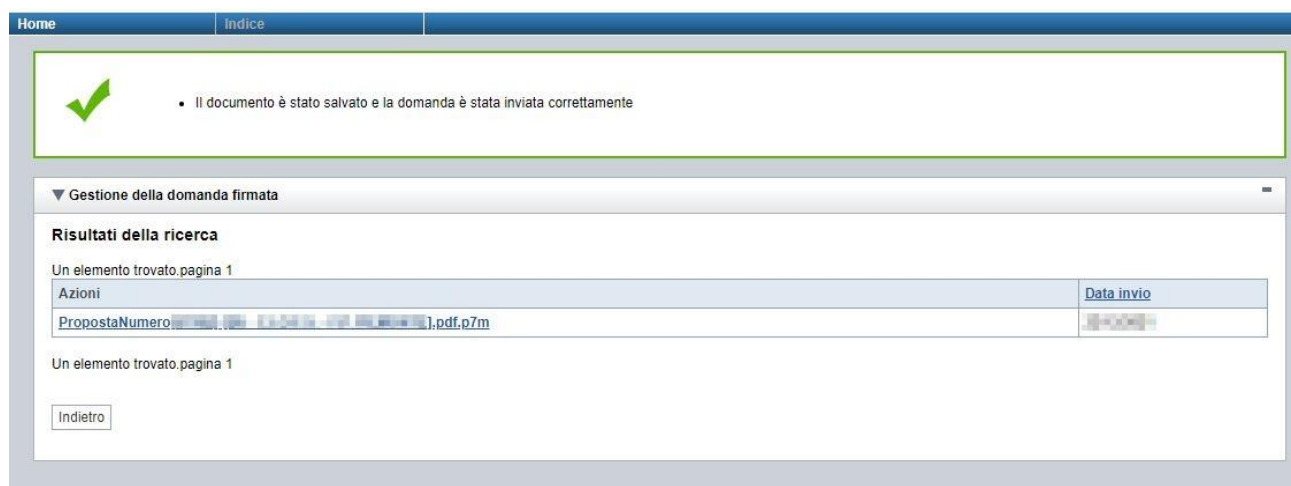 Home Indice
Il documento è stato salvato e la domanda è stata inviata correttamente
Gestione della domanda firmata
Risultati della ricerca
Un elemento trovato.pagina 1
Azioni Data invio
PropostaNumero ].pdf.p7m
Un elemento trovato.pagina 1
Indietro